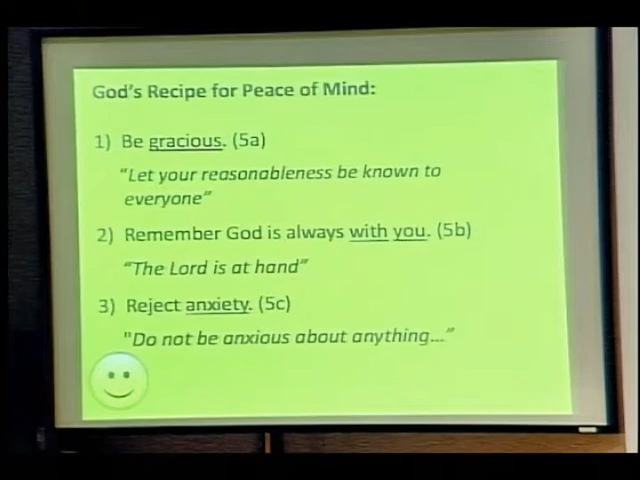 God's Recipe for Peace of Mind:
1) Be gracious. (5a)
"Let your reasonableness be known to
everyone"
2) Remember God is always with you. (5b)
"The Lord is at hand"
3) Reject anxiety. (5c)
"Do not be anxious about anything..."